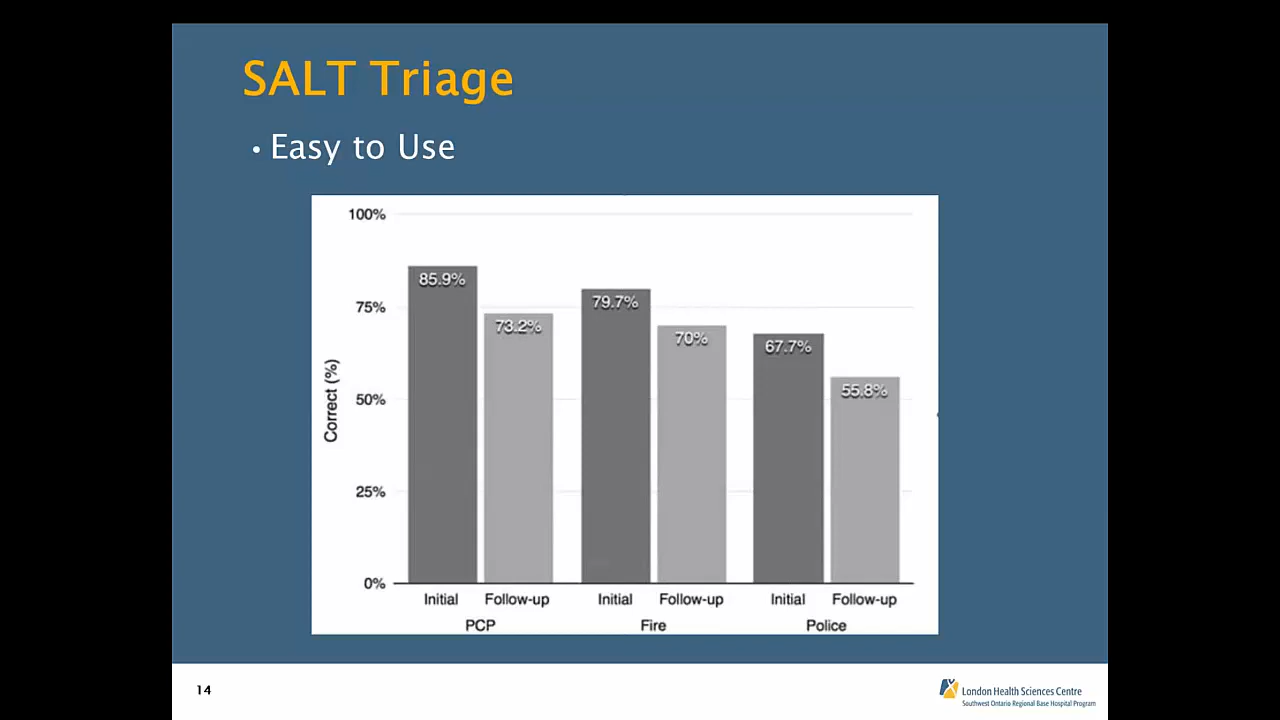 SALT Triage
• Easy to Use
100%
75%
50%
25%
0%
Correct (%)
85.9%
73.2%
79.7%
70%
67.7%
55.8%
Initial Follow-up Initial Follow-up Initial Follow-up
PCP Fire Police
14
London Health Sciences Centre
Southwest Ontario Regional Base Hospital Program